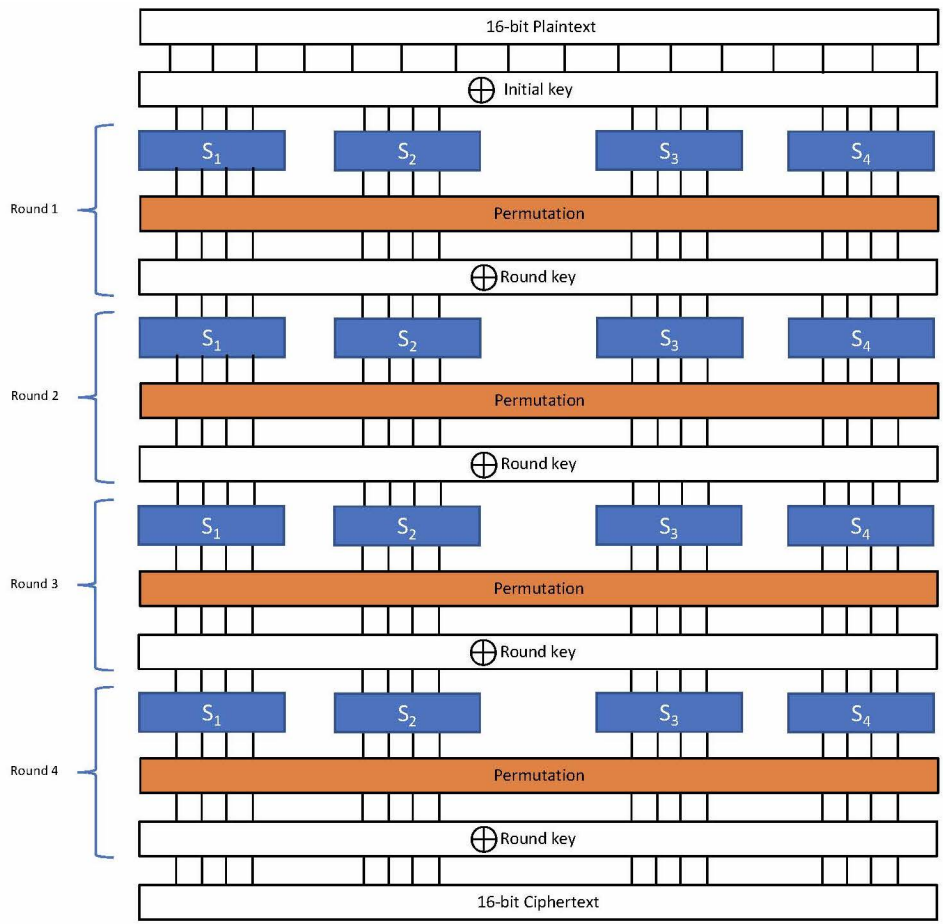 16-bit Plaintext
Initial key
S₁ S₂ S₃ S₄
Round 1
Permutation
Round key
S₁ S₂ S₃ S₄
Round 2
Permutation
Round key
S₁ S₂ S₃ S₄
Round 3
Permutation
Round key
S₁ S₂ S₃ S₄
Round 4
Permutation
Round key
16-bit Ciphertext